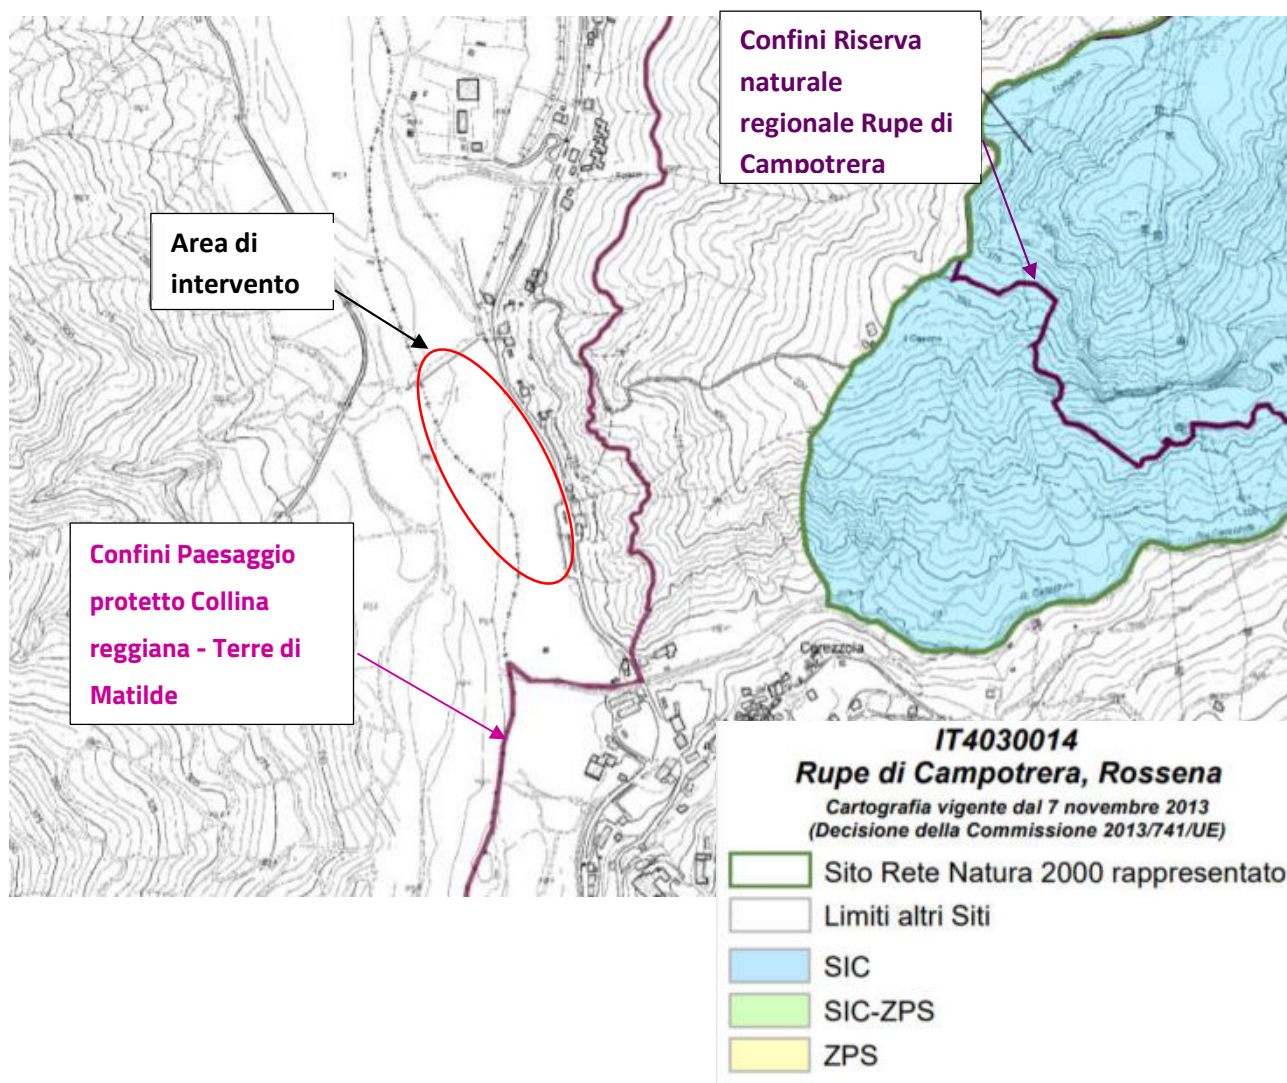 Confini Riserva
naturale
regionale Rupe di
Campotrera
Area di
intervento
Confini Paesaggio
protetto Collina
reggiana - Terre di
Matilde
Cerezzola
IT4030014
Rupe di Campotrera, Rossena
Cartografia vigente dal 7 novembre 2013
(Decisione della Commissione 2013/741/UE)
Sito Rete Natura 2000 rappresentato
Limiti altri Siti
SIC
SIC-ZPS
ZPS